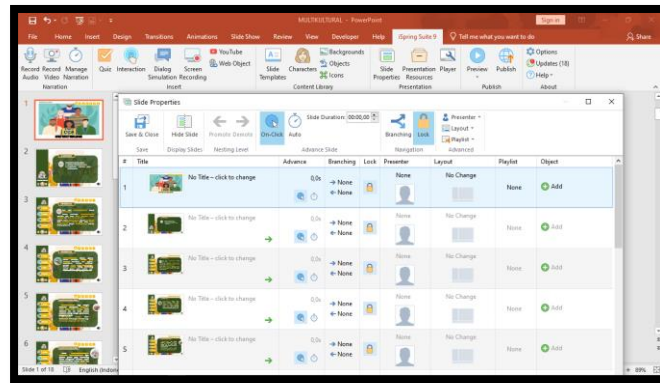 MULTIKULTURAL - PowerPoint
Sign in
File Home Insert Design Transitions Animations Slide Show Review View Developer Help iSpring Suite 9 Tell me what you want to do Share
Record Audio
Record Video
Manage Narration
Narration
Quiz
Interaction
Dialog Simulation
Screen Recording
YouTube
Web Object
Insert
Slide Templates
Characters
Backgrounds
Objects
Icons
Content Library
Slide Properties
Presentation Resources
Player
Presentation
Preview
Publish
Publish
Options
Updates (18)
Help
About
Slide Properties
Save & Close
Save
Hide Slide
Display Slides
Promote Demote
Nesting Level
On-Click
Auto
Slide Duration: 00:00,00
Advance Slide
Branching
Lock
Navigation
Presenter
Layout
Playlist
Advanced
# Title Advance Branching Lock Presenter Layout Playlist Object
1 No Title – click to change 0,0s None None None No Change None Add
2 No Title – click to change 0,0s None None None No Change None Add
3 No Title – click to change 0,0s None None None No Change None Add
4 No Title – click to change 0,0s None None None No Change None Add
5 No Title – click to change 0,0s None None None No Change None Add
1
2
3
4
5
6
Slide 1 of 18
89%